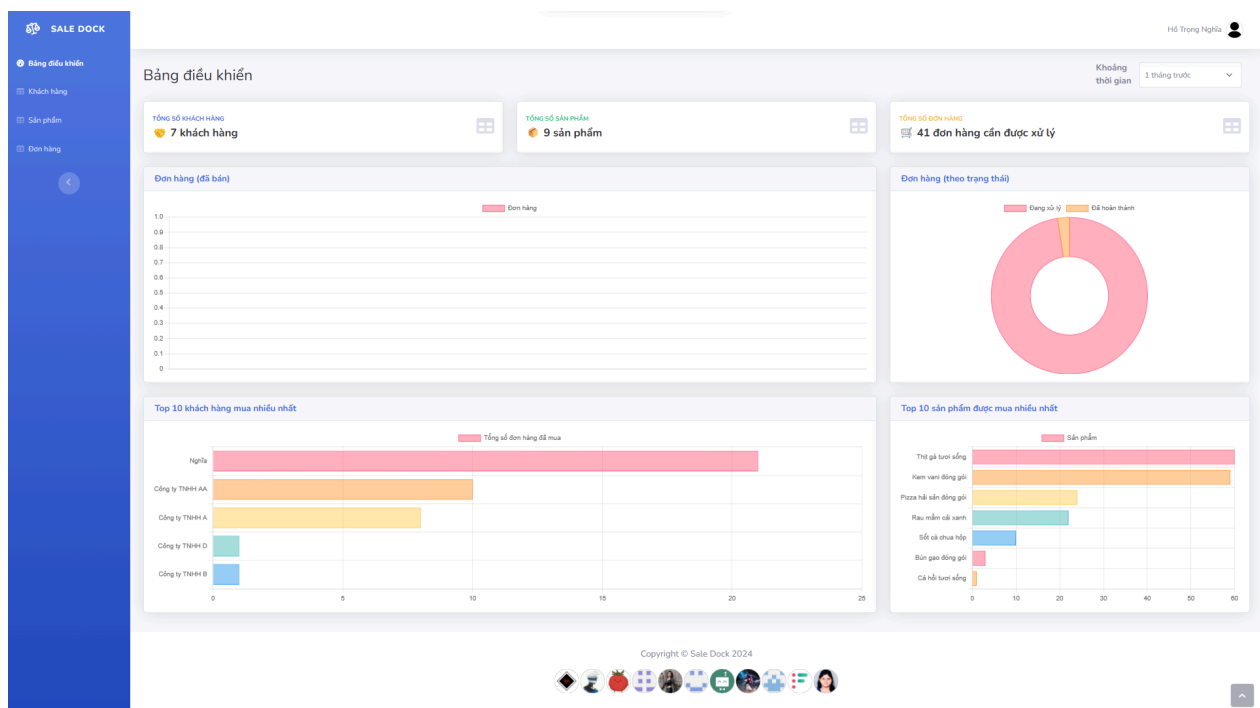 SALE DOCK
Hồ Trọng Nghĩa
Bảng điều khiển
Khách hàng
Sản phẩm
Đơn hàng
Bảng điều khiển
Khoảng
thời gian
1 tháng trước
TỔNG SỐ KHÁCH HÀNG
7 khách hàng
TỔNG SỐ SẢN PHẨM
9 sản phẩm
TỔNG SỐ ĐƠN HÀNG
41 đơn hàng cần được xử lý
Đơn hàng (đã bán)
Đơn hàng
1.0
0.9
0.8
0.7
0.6
0.5
0.4
0.3
0.2
0.1
0
Đơn hàng (theo trạng thái)
Đang xử lý Đã hoàn thành
Top 10 khách hàng mua nhiều nhất
Tổng số đơn hàng đã mua
Nghĩa
Công ty TNHH AA
Công ty TNHH A
Công ty TNHH D
Công ty TNHH B
0 5 10 15 20 25
Top 10 sản phẩm được mua nhiều nhất
Sản phẩm
Thịt gà tươi sống
Kem vani đóng gói
Pizza hải sản đông gói
Rau mầm cải xanh
Sốt cà chua hộp
Bún gạo đóng gói
Cá hồi tươi sống
0 10 20 30 40 50 60
Copyright © Sale Dock 2024